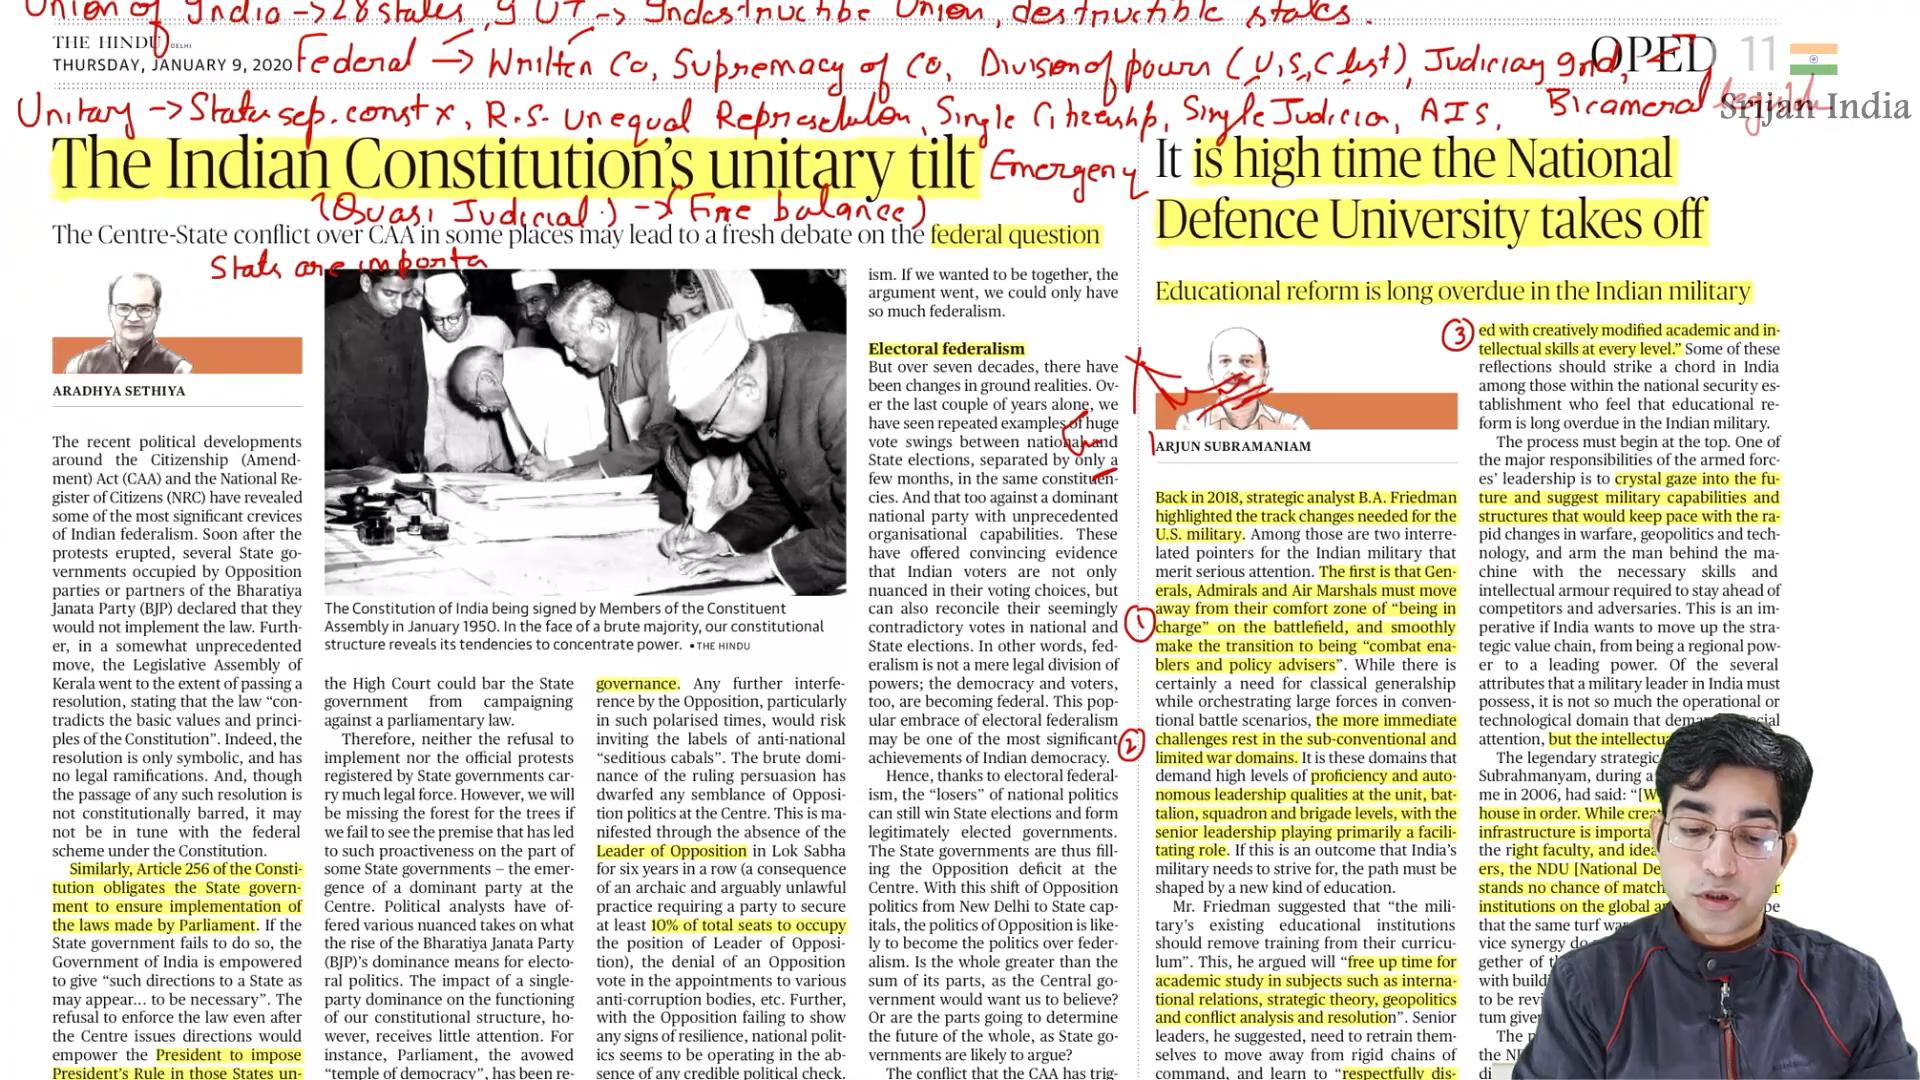 Union of India -> 28 states, 9 UT -> Indestructible Union, destructible states.
THE HINDU DELHI
THURSDAY, JANUARY 9, 2020
Federal -> Written Co, Supremacy of Co, Division of power (U,S,C list), Judiciary
OPED 11
Bicameral
Unitary -> States sep. const x, R.S. unequal Representation, Single Citizenship, Single Judiciary, AIS,
Emergency
Srijan India
The Indian Constitution's unitary tilt
(Quasi Judicial.) -> (Fine balance)
The Centre-State conflict over CAA in some places may lead to a fresh debate on the federal question
States are
ARADHYA SETHIYA
The recent political developments
around the Citizenship (Amend-
ment) Act (CAA) and the National Re-
gister of Citizens (NRC) have revealed
some of the most significant crevices
of Indian federalism. Soon after the
protests erupted, several State go-
vernments occupied by Opposition
parties or partners of the Bharatiya
Janata Party (BJP) declared that they
would not implement the law. Furth-
er, in a somewhat unprecedented
move, the Legislative Assembly of
Kerala went to the extent of passing a
resolution, stating that the law “con-
tradicts the basic values and princi-
ples of the Constitution”. Indeed, the
resolution is only symbolic, and has
no legal ramifications. And, though
the passage of any such resolution is
not constitutionally barred, it may
not be in tune with the federal
scheme under the Constitution.
Similarly, Article 256 of the Consti-
tution obligates the State govern-
ment to ensure implementation of
the laws made by Parliament. If the
State government fails to do so, the
Government of India is empowered
to give “such directions to a State as
may appear... to be necessary”. The
refusal to enforce the law even after
the Centre issues directions would
empower the President to impose
President's Rule in those States un-
The Constitution of India being signed by Members of the Constituent
Assembly in January 1950. In the face of a brute majority, our constitutional
structure reveals its tendencies to concentrate power. ▪ THE HINDU
the High Court could bar the State
government from campaigning
against a parliamentary law.
Therefore, neither the refusal to
implement nor the official protests
registered by State governments car-
ry much legal force. However, we will
be missing the forest for the trees if
we fail to see the premise that has led
to such proactiveness on the part of
some State governments – the emer-
gence of a dominant party at the
Centre. Political analysts have of-
fered various nuanced takes on what
the rise of the Bharatiya Janata Party
(BJP)'s dominance means for electo-
ral politics. The impact of a single-
party dominance on the functioning
of our constitutional structure, ho-
wever, receives little attention. For
instance, Parliament, the avowed
“temple of democracy”, has been re-
governance. Any further interfe-
rence by the Opposition, particularly
in such polarised times, would risk
inviting the labels of anti-national
“seditious cabals”. The brute domi-
nance of the ruling persuasion has
dwarfed any semblance of Opposi-
tion politics at the Centre. This is ma-
nifested through the absence of the
Leader of Opposition in Lok Sabha
for six years in a row (a consequence
of an archaic and arguably unlawful
practice requiring a party to secure
at least 10% of total seats to occupy
the position of Leader of Opposi-
tion), the denial of an Opposition
vote in the appointments to various
anti-corruption bodies, etc. Further,
with the Opposition failing to show
any signs of resilience, national polit-
ics seems to be operating in the ab-
sence of any credible political check.
ism. If we wanted to be together, the
argument went, we could only have
so much federalism.
Electoral federalism
But over seven decades, there have
been changes in ground realities. Ov-
er the last couple of years alone, we
have seen repeated examples of huge
vote swings between national and
State elections, separated by only a
few months, in the same constituen-
cies. And that too against a dominant
national party with unprecedented
organisational capabilities. These
have offered convincing evidence
that Indian voters are not only
nuanced in their voting choices, but
can also reconcile their seemingly
contradictory votes in national and
State elections. In other words, fed-
eralism is not a mere legal division of
powers; the democracy and voters,
too, are becoming federal. This pop-
ular embrace of electoral federalism
may be one of the most significant
achievements of Indian democracy.
Hence, thanks to electoral federal-
ism, the “losers” of national politics
can still win State elections and form
legitimately elected governments.
The State governments are thus fill-
ing the Opposition deficit at the
Centre. With this shift of Opposition
politics from New Delhi to State cap-
itals, the politics of Opposition is like-
ly to become the politics over feder-
alism. Is the whole greater than the
sum of its parts, as the Central go-
vernment would want us to believe?
Or are the parts going to determine
the future of the whole, as State go-
vernments are likely to argue?
The conflict that the CAA has trig-
It is high time the National
Defence University takes off
Educational reform is long overdue in the Indian military
ARJUN SUBRAMANIAM
Back in 2018, strategic analyst B.A. Friedman
highlighted the track changes needed for the
U.S. military. Among those are two interre-
lated pointers for the Indian military that
merit serious attention. The first is that Gen-
erals, Admirals and Air Marshals must move
away from their comfort zone of “being in
1
charge” on the battlefield, and smoothly
make the transition to being “combat ena-
blers and policy advisers”. While there is
certainly a need for classical generalship
while orchestrating large forces in conven-
tional battle scenarios, the more immediate
2
challenges rest in the sub-conventional and
limited war domains. It is these domains that
demand high levels of proficiency and auto-
nomous leadership qualities at the unit, bat-
talion, squadron and brigade levels, with the
senior leadership playing primarily a facili-
tating role. If this is an outcome that India's
military needs to strive for, the path must be
shaped by a new kind of education.
Mr. Friedman suggested that “the mili-
tary's existing educational institutions
should remove training from their curricu-
lum”. This, he argued will “free up time for
academic study in subjects such as interna-
tional relations, strategic theory, geopolitics
and conflict analysis and resolution”. Senior
leaders, he suggested, need to retrain them-
selves to move away from rigid chains of
command, and learn to “respectfully dis-
3
ed with creatively modified academic and in-
tellectual skills at every level.” Some of these
reflections should strike a chord in India
among those within the national security es-
tablishment who feel that educational re-
form is long overdue in the Indian military.
The process must begin at the top. One of
the major responsibilities of the armed forc-
es' leadership is to crystal gaze into the fu-
ture and suggest military capabilities and
structures that would keep pace with the ra-
pid changes in warfare, geopolitics and tech-
nology, and arm the man behind the ma-
chine with the necessary skills and
intellectual armour required to stay ahead of
competitors and adversaries. This is an im-
perative if India wants to move up the stra-
tegic value chain, from being a regional pow-
er to a leading power. Of the several
attributes that a military leader in India must
possess, it is not so much the operational or
technological domain that
attention, but the
The legendary
Subrahmanyam, during a
me in 2006, had said:
house in order. While
infrastructure is
the right faculty, and
ers, the NDU [National
stands no chance of
institutions on the global
that the same turf
vice synergy
gether of
with
to be
tum
The
the